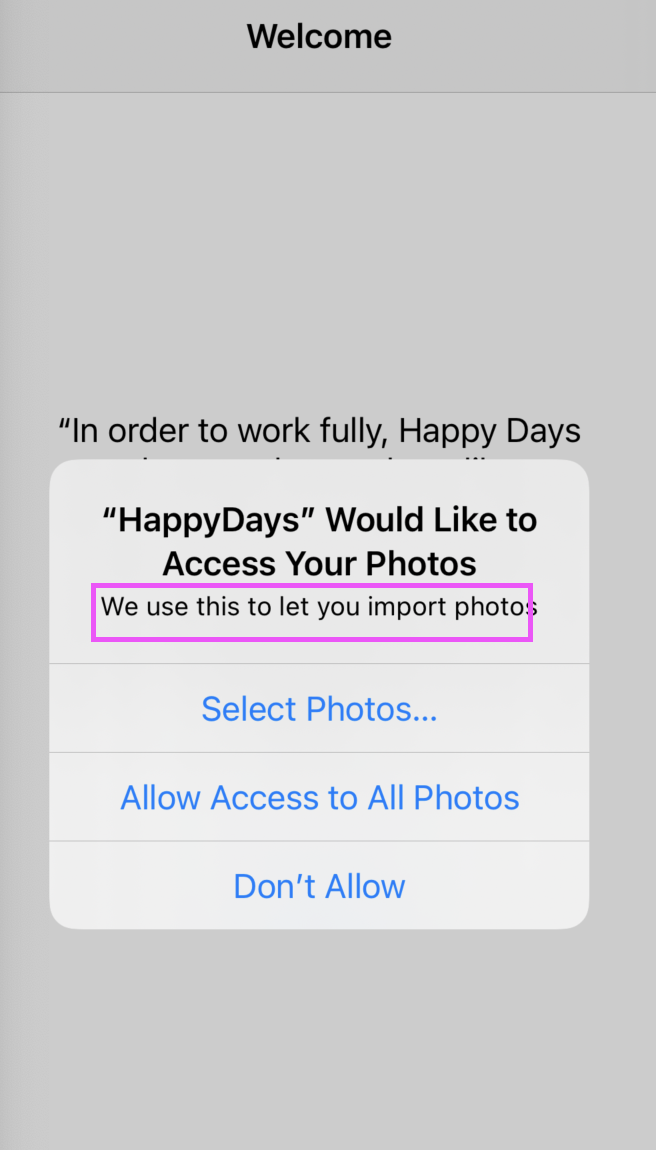 Welcome
“In order to work fully, Happy Days
“HappyDays” Would Like to
Access Your Photos
We use this to let you import photos
Select Photos...
Allow Access to All Photos
Don’t Allow